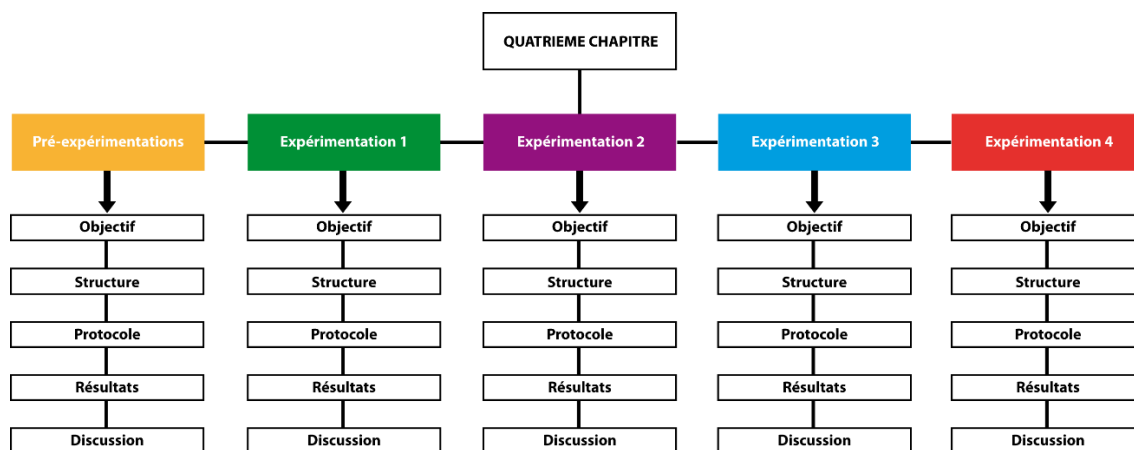 QUATRIEME CHAPITRE
Pré-expérimentations
Expérimentation 1
Expérimentation 2
Expérimentation 3
Expérimentation 4
Objectif
Objectif
Objectif
Objectif
Objectif
Structure
Structure
Structure
Structure
Structure
Protocole
Protocole
Protocole
Protocole
Protocole
Résultats
Résultats
Résultats
Résultats
Résultats
Discussion
Discussion
Discussion
Discussion
Discussion